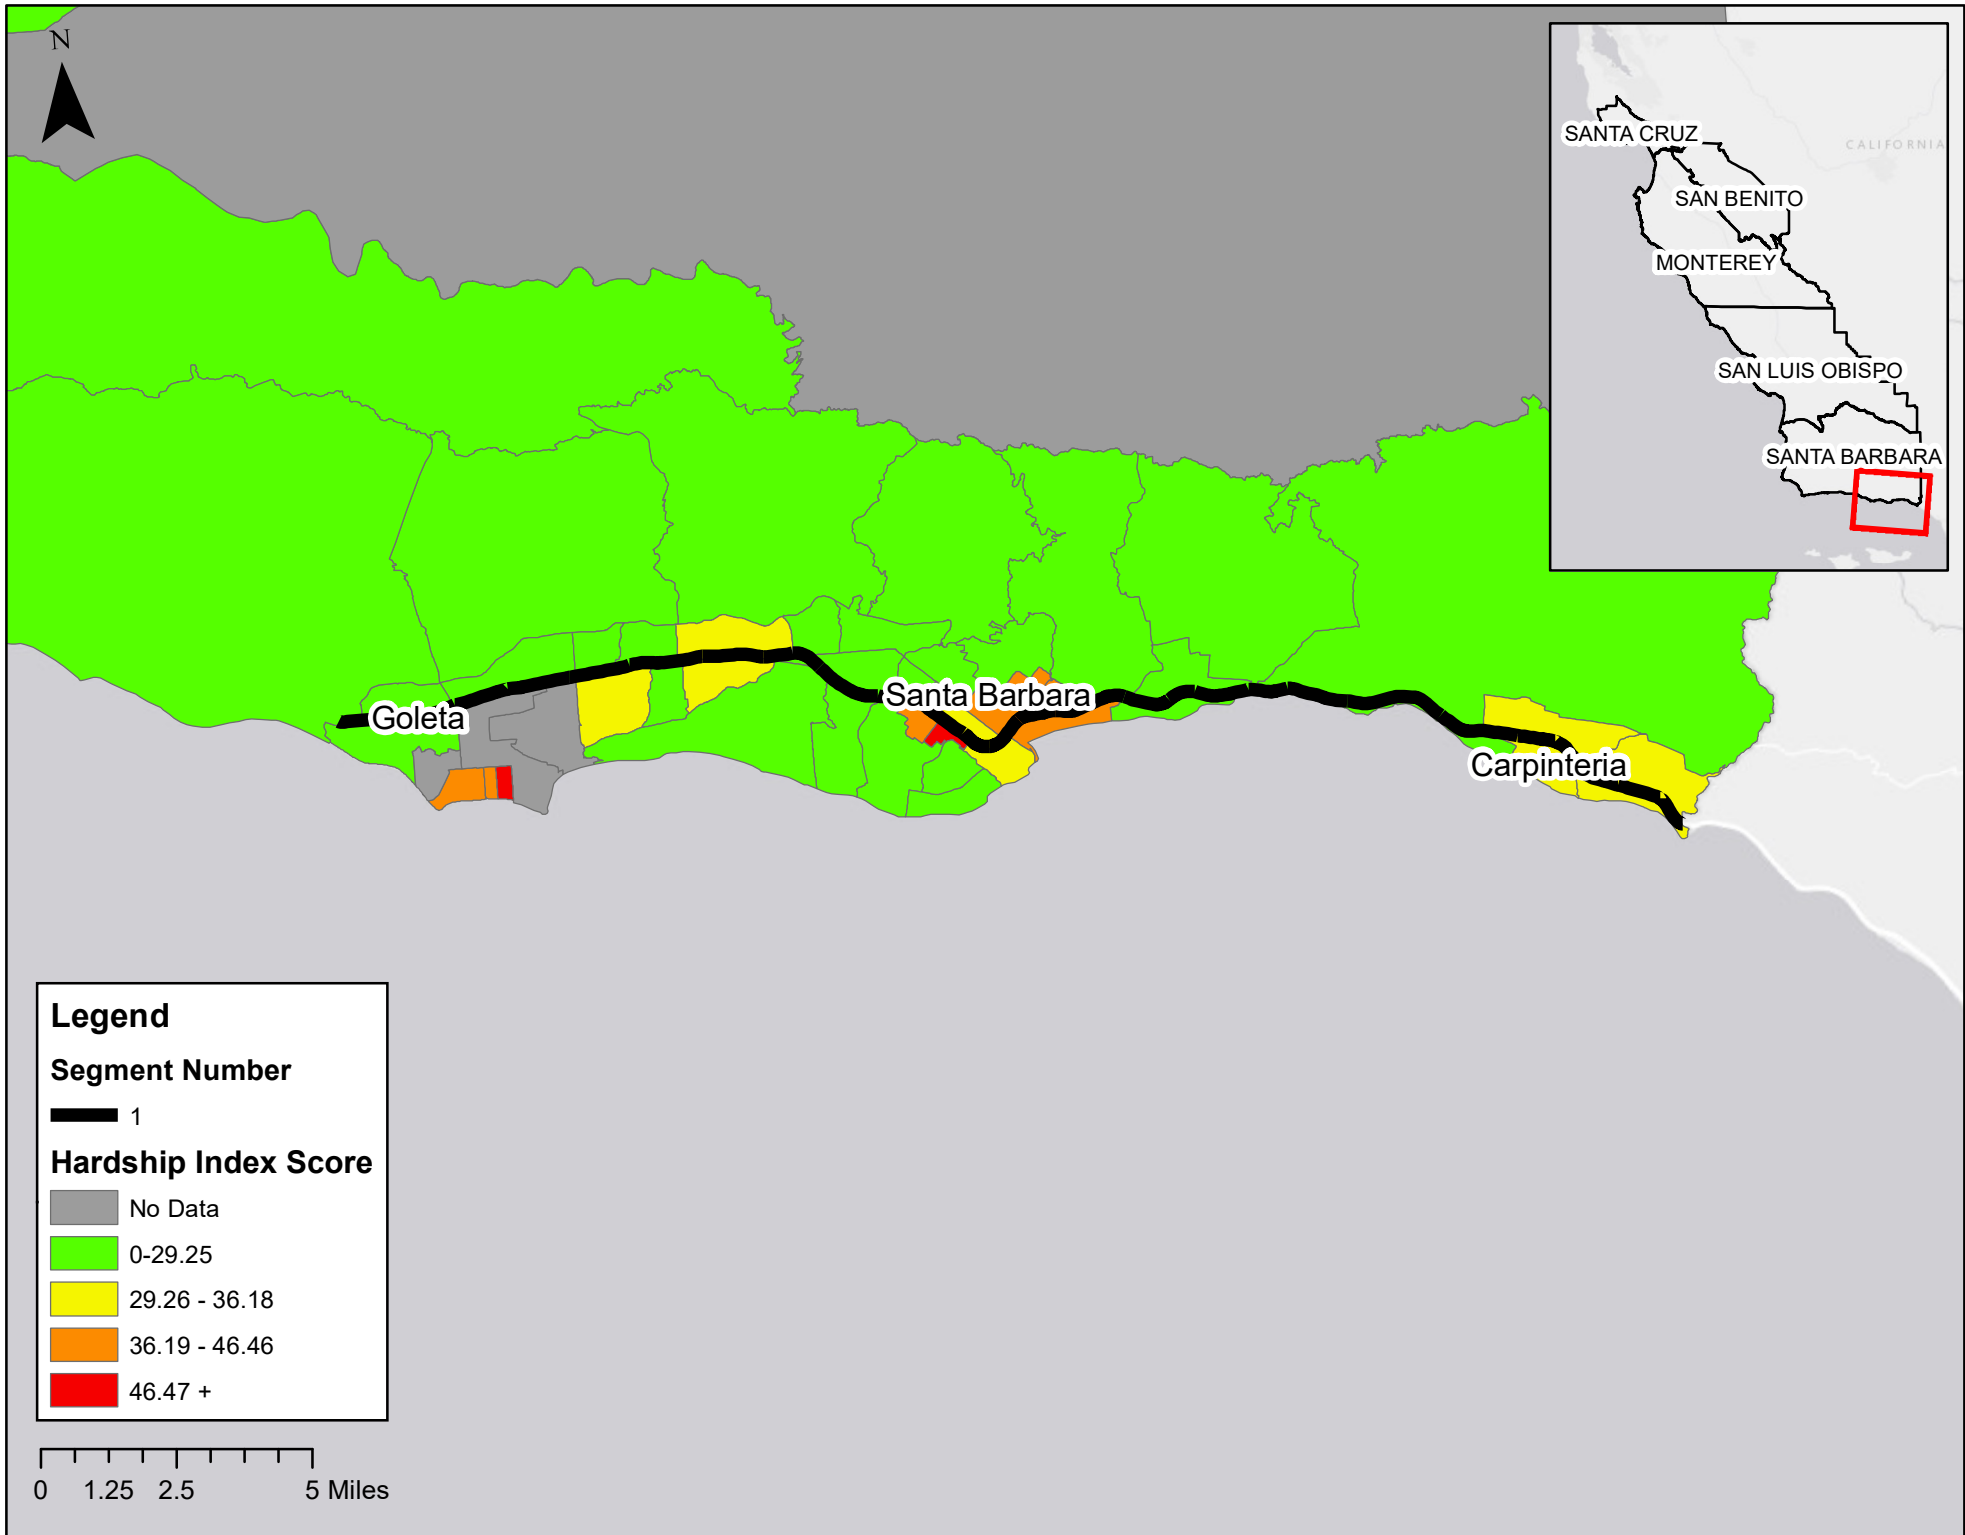 N
CALIFORNIA
SANTA CRUZ
SAN BENITO
MONTEREY
SAN LUIS OBISPO
SANTA BARBARA
Goleta
Santa Barbara
Carpinteria
Legend
Segment Number
1
Hardship Index Score
No Data
0-29.25
29.26 - 36.18
36.19 - 46.46
46.47 +
0 1.25 2.5 5 Miles